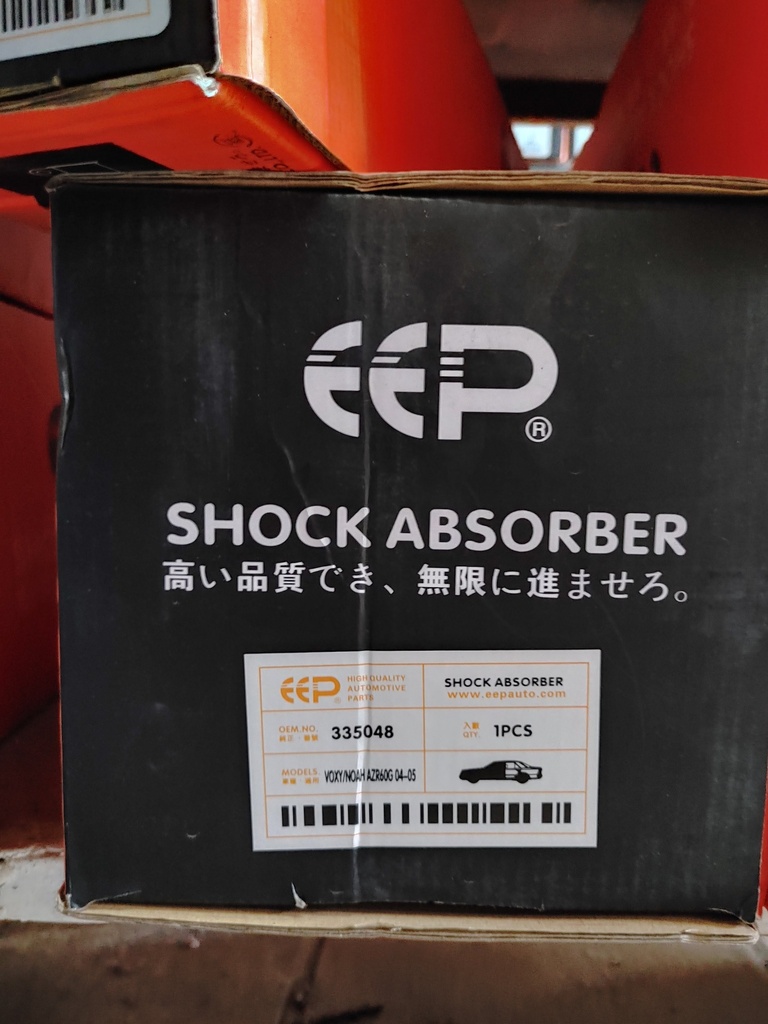 EEP®
SHOCK ABSORBER
高い品質でき、無限に進ませろ。
EEP®
HIGH QUALITY
AUTOMOTIVE
PARTS
SHOCK ABSORBER
www.eepauto.com
OEM.NO. 335048
QTY. 1PCS
MODELS. VOXY/NOAH AZR60G 04-05